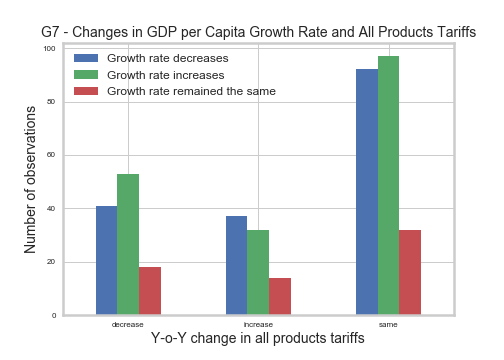 G7 - Changes in GDP per Capita Growth Rate and All Products Tariffs
Growth rate decreases
Growth rate increases
Growth rate remained the same
Number of observations
100
80
60
40
20
0
decrease
increase
same
Y-o-Y change in all products tariffs